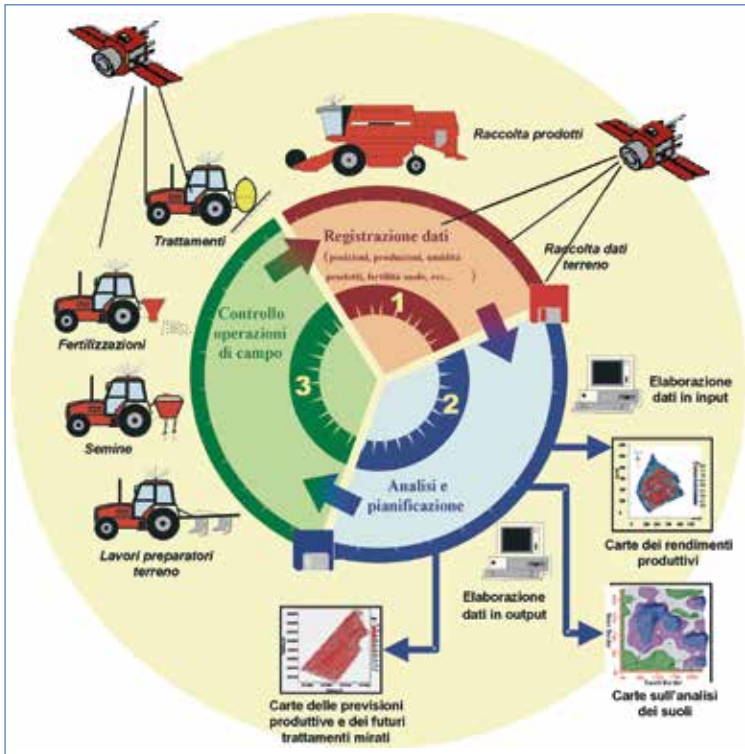 Raccolta prodotti
Trattamenti
Registrazione dati
(posizioni, produzioni, umidità
prodotti, fertilità suolo, ecc... )
Raccolta dati
terreno
1
Fertilizzazioni
Controllo
operazioni
di campo
3
2
Elaborazione
dati in input
Semine
Analisi e
pianificazione
Carte dei rendimenti
produttivi
Lavori preparatori
terreno
Elaborazione
dati in output
Carte sull'analisi
dei suoli
Carte delle previsioni
produttive e dei futuri
trattamenti mirati